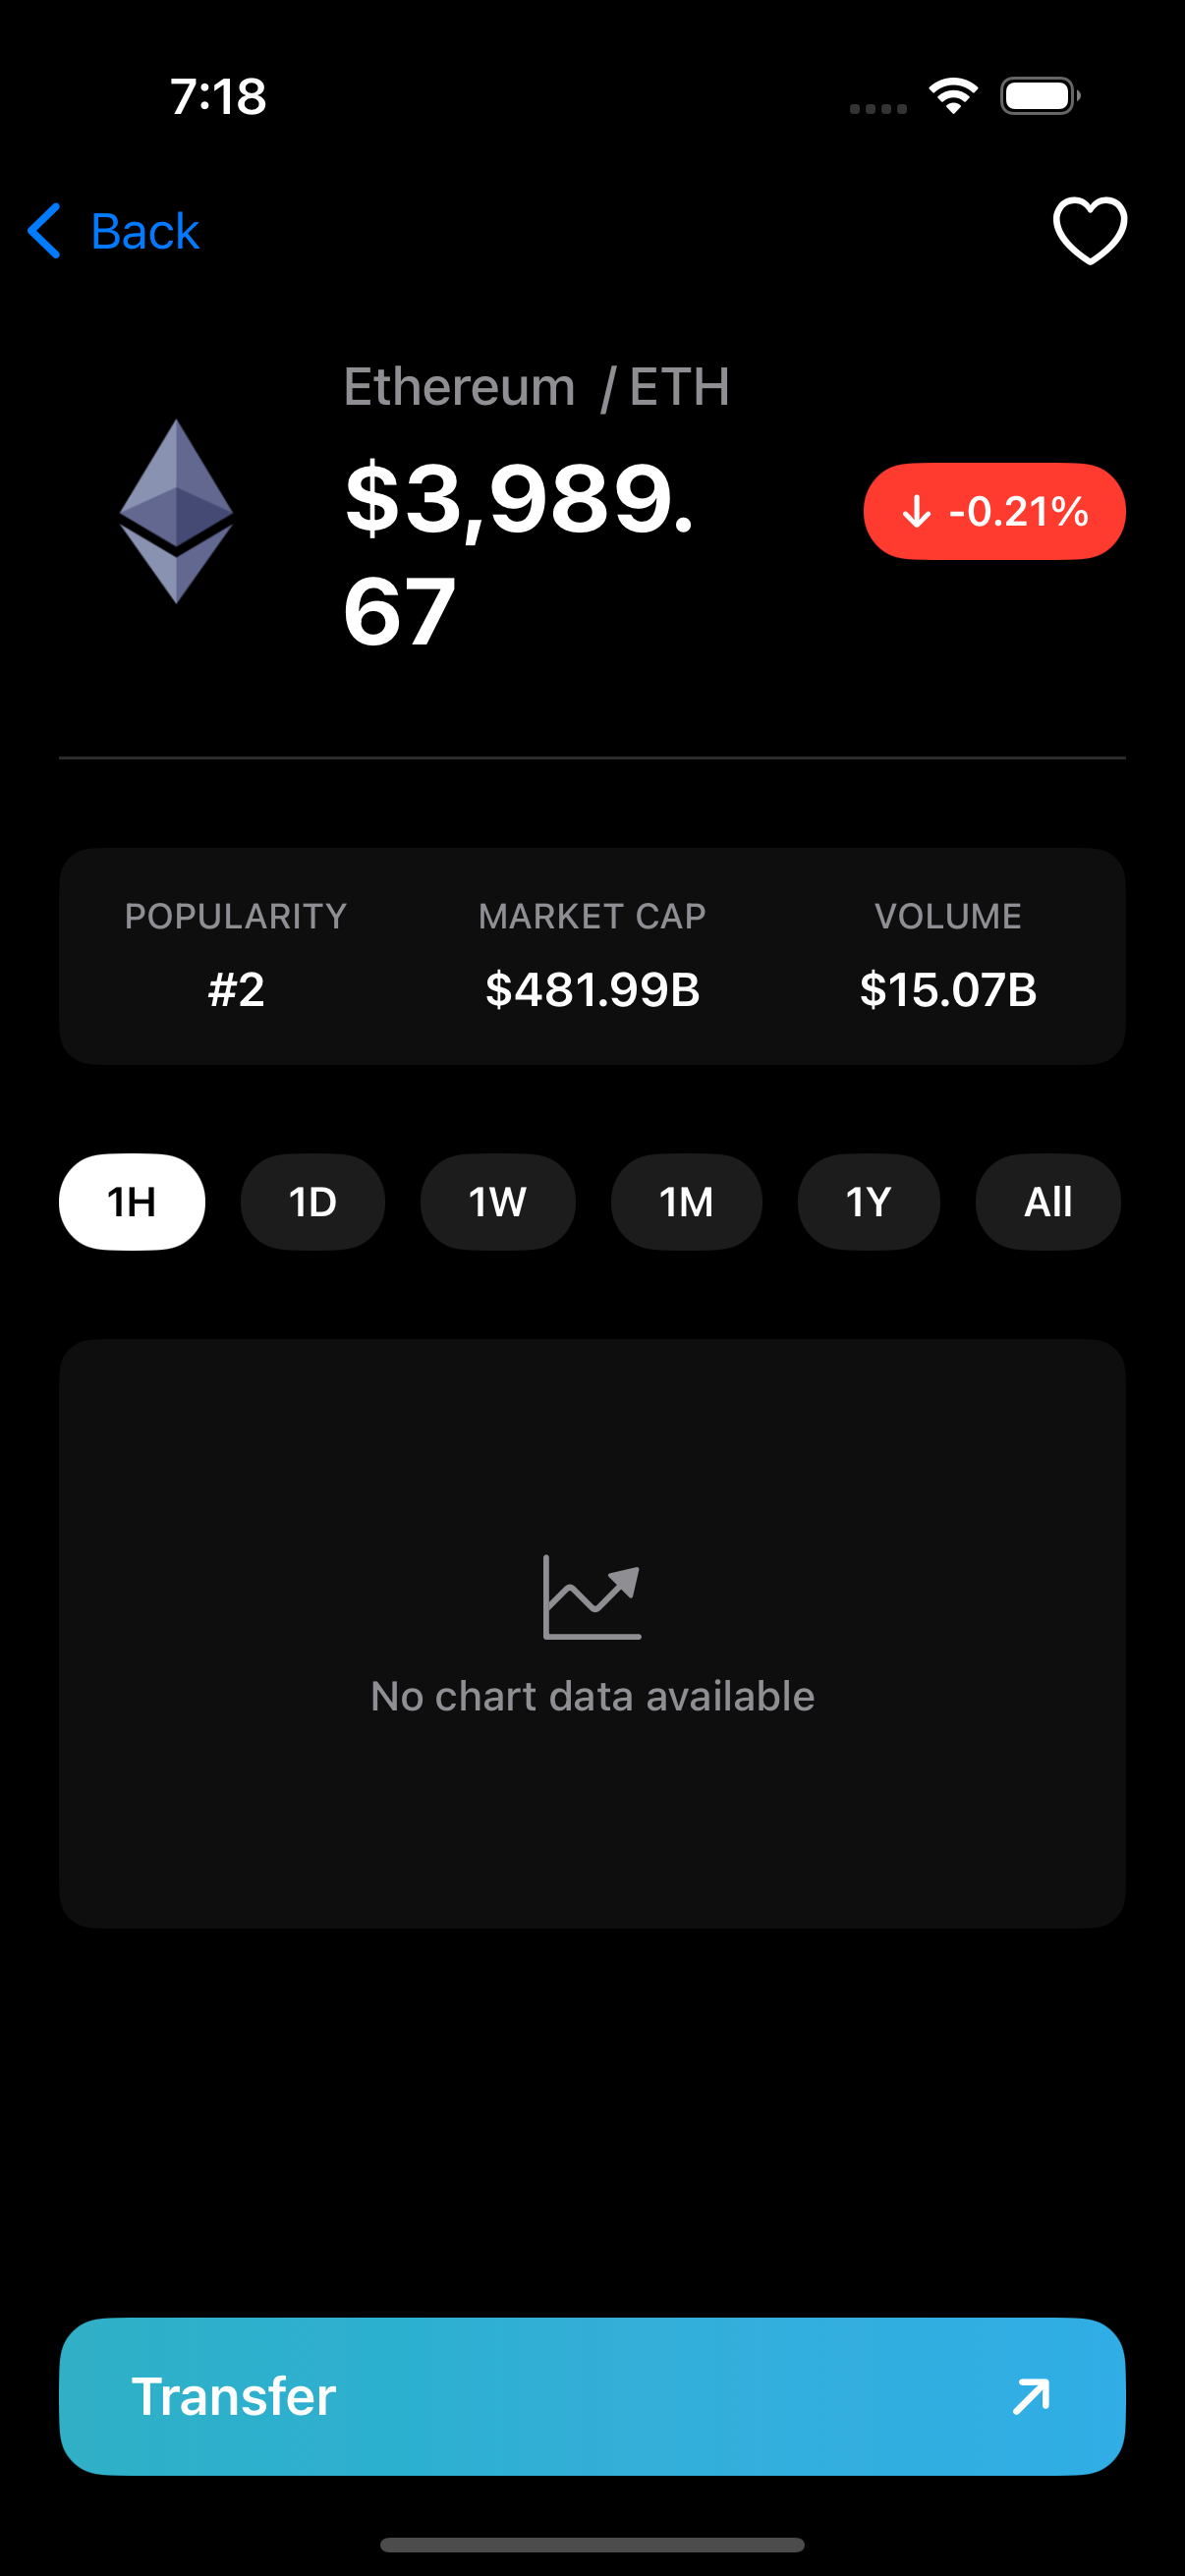 7:18
Back
Ethereum / ETH
$3,989.
67
-0.21%
POPULARITY MARKET CAP VOLUME
#2 $481.99B $15.07B
1H 1D 1W 1M 1Y All
No chart data available
Transfer